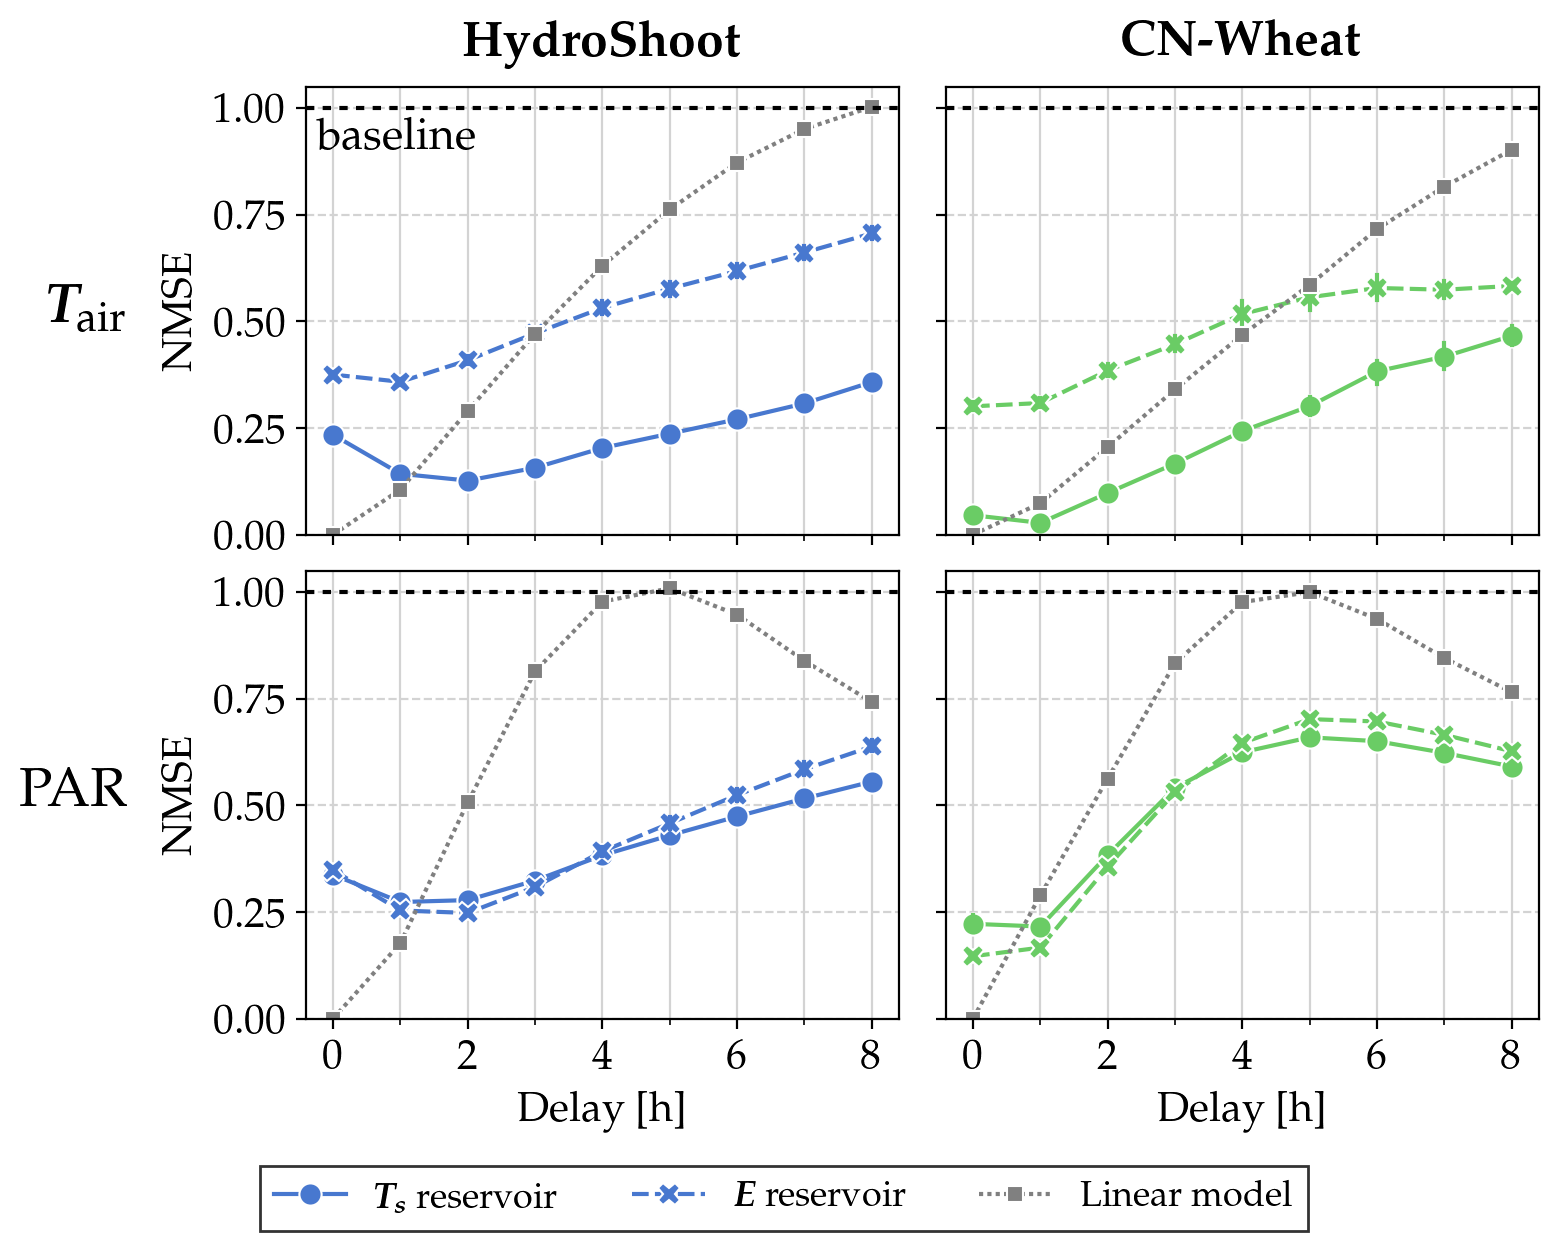 HydroShoot
CN-Wheat
T_air
NMSE
1.00
0.75
0.50
0.25
0.00
baseline
PAR
NMSE
1.00
0.75
0.50
0.25
0.00
0 2 4 6 8
0 2 4 6 8
Delay [h]
Delay [h]
T_s reservoir
E reservoir
Linear model